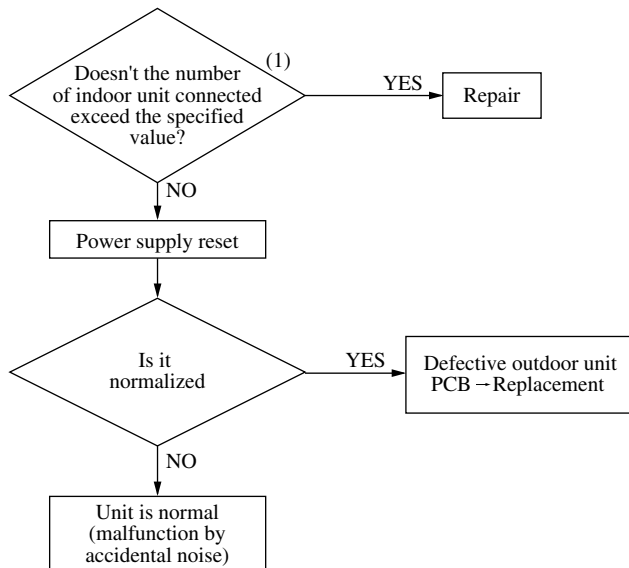 (1)
Doesn't the number
of indoor unit connected
exceed the specified
value?
YES
Repair
NO
Power supply reset
Is it
normalized
YES
Defective outdoor unit
PCB → Replacement
NO
Unit is normal
(malfunction by
accidental noise)